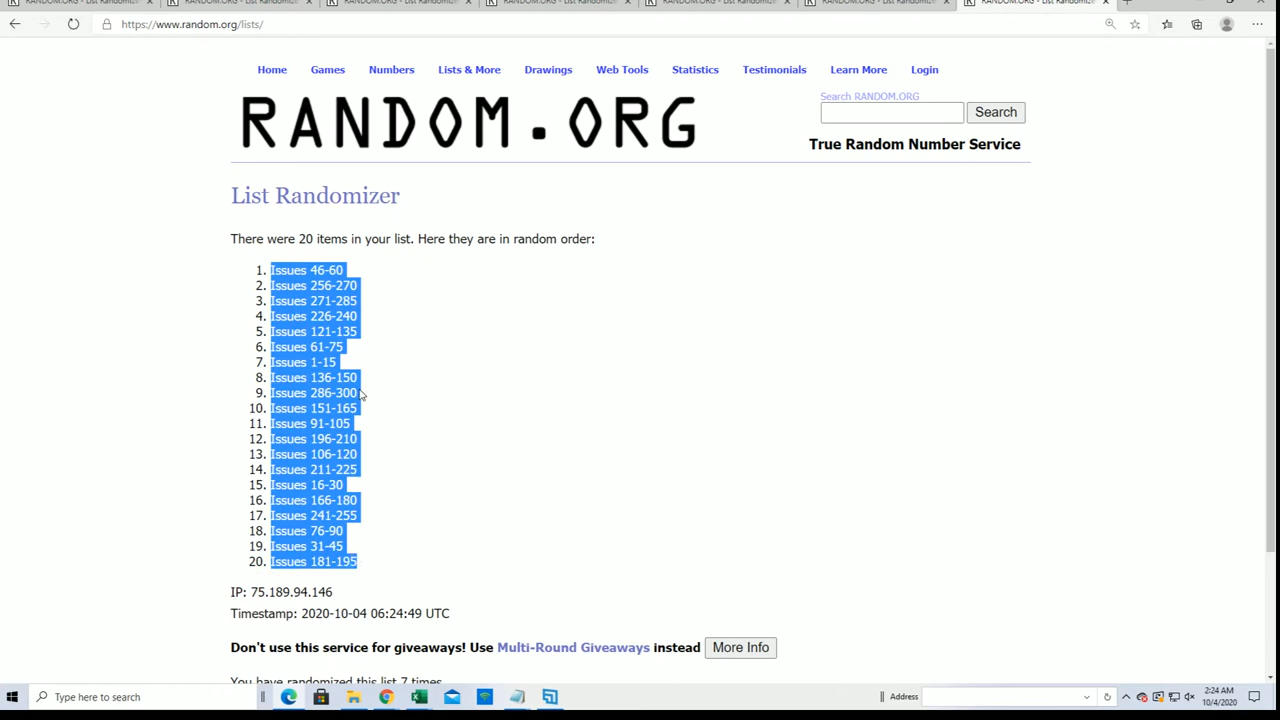 RANDOM.ORG - List Randomize
https://www.random.org/lists/
Home Games Numbers Lists & More Drawings Web Tools Statistics Testimonials Learn More Login
Search RANDOM.ORG
RANDOM.ORG
Search
True Random Number Service
List Randomizer
There were 20 items in your list. Here they are in random order:
1. Issues 46-60
2. Issues 256-270
3. Issues 271-285
4. Issues 226-240
5. Issues 121-135
6. Issues 61-75
7. Issues 1-15
8. Issues 136-150
9. Issues 286-300
10. Issues 151-165
11. Issues 91-105
12. Issues 196-210
13. Issues 106-120
14. Issues 211-225
15. Issues 16-30
16. Issues 166-180
17. Issues 241-255
18. Issues 76-90
19. Issues 31-45
20. Issues 181-195
IP: 75.189.94.146
Timestamp: 2020-10-04 06:24:49 UTC
Don't use this service for giveaways! Use Multi-Round Giveaways instead More Info
You have randomized this list 7 times
Type here to search
Address
2:24 AM
10/4/2020